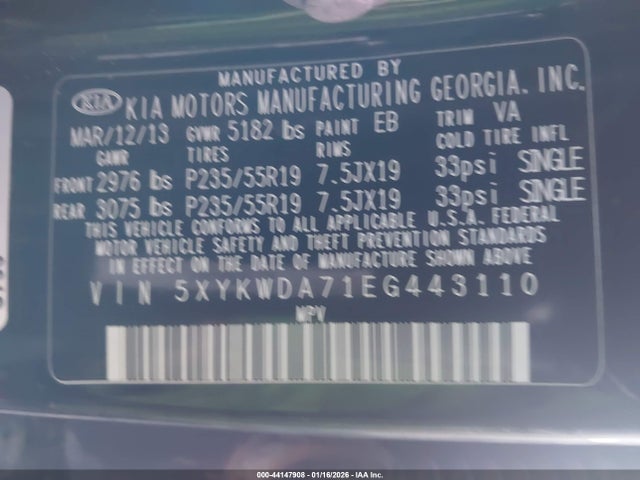 MANUFACTURED BY
KIA KIA MOTORS MANUFACTURING GEORGIA. INC.
MAR/12/13 GVWR 5182 lbs PAINT EB TRIM VA
GAWR TIRES RIMS COLD TIRE INFL
FRONT 2976 lbs P235/55R19 7.5JX19 33psi SINGLE
REAR 3075 lbs P235/55R19 7.5JX19 33psi SINGLE
THIS VEHICLE CONFORMS TO ALL APPLICABLE U.S.A. FEDERAL
MOTOR VEHICLE SAFETY AND THEFT PREVENTION STANDARDS
IN EFFECT ON THE DATE OF MANUFACTURE SHOWN ABOVE
VIN 5XYKWDA71EG443110
MPV
000-44147908 - 01/16/2026 - IAA Inc.